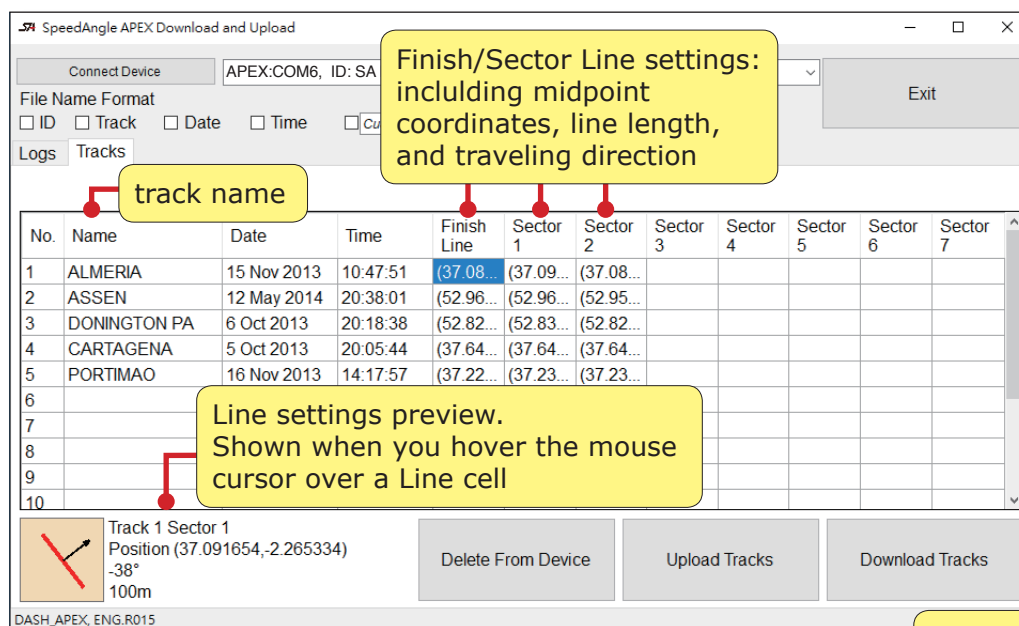 SpeedAngle APEX Download and Upload
Connect Device
APEX:COM6, ID: SA
Exit
File Name Format
ID Track Date Time Cu
Finish/Sector Line settings:
inclulding midpoint
coordinates, line length,
and traveling direction
Logs Tracks
track name
No. Name Date Time Finish Line Sector 1 Sector 2 Sector 3 Sector 4 Sector 5 Sector 6 Sector 7
1 ALMERIA 15 Nov 2013 10:47:51 (37.08... (37.09... (37.08...
2 ASSEN 12 May 2014 20:38:01 (52.96... (52.96... (52.95...
3 DONINGTON PA 6 Oct 2013 20:18:38 (52.82... (52.83... (52.82...
4 CARTAGENA 5 Oct 2013 20:05:44 (37.64... (37.64... (37.64...
5 PORTIMAO 16 Nov 2013 14:17:57 (37.22... (37.23... (37.23...
6
7
8
9
10
Line settings preview.
Shown when you hover the mouse
cursor over a Line cell
Track 1 Sector 1
Position (37.091654,-2.265334)
-38°
100m
Delete From Device
Upload Tracks
Download Tracks
DASH_APEX, ENG.R015